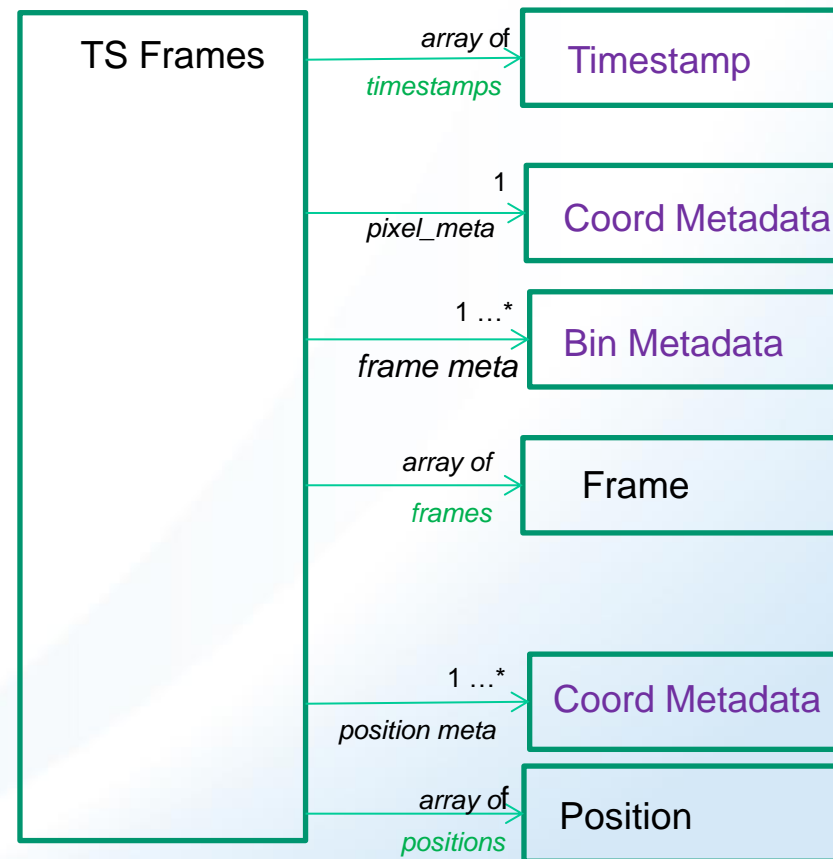 TS Frames
array of
timestamps
Timestamp
1
pixel_meta
Coord Metadata
1 …*
frame meta
Bin Metadata
array of
frames
Frame
1 …*
position meta
Coord Metadata
array of
positions
Position